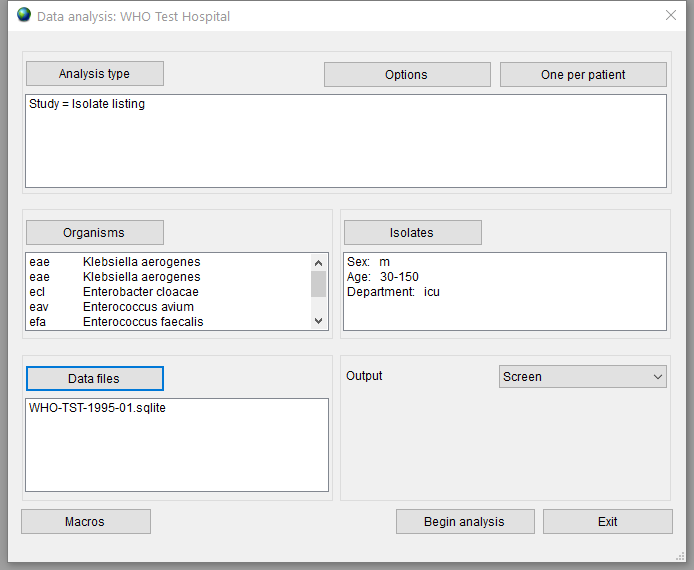 Data analysis: WHO Test Hospital
Analysis type
Options
One per patient
Study = Isolate listing
Organisms
eae Klebsiella aerogenes
eae Klebsiella aerogenes
ecl Enterobacter cloacae
eav Enterococcus avium
efa Enterococcus faecalis
Isolates
Sex: m
Age: 30-150
Department: icu
Data files
WHO-TST-1995-01.sqlite
Output
Screen
Macros
Begin analysis
Exit